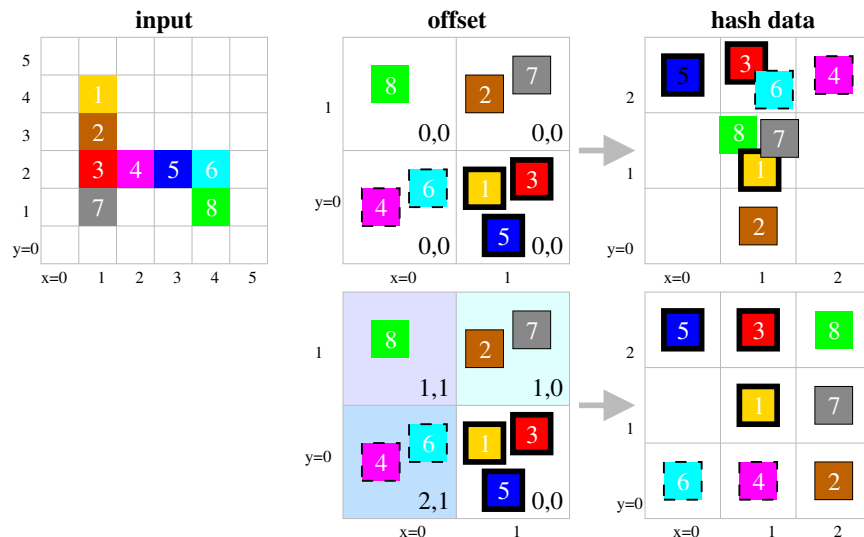 input
offset
hash data
5
4
3
2
1
y=0
x=0 1 2 3 4 5
1
2
3 4 5 6
7 8
1
y=0
8
2 7
0,0 0,0
4 6 1 3
5
0,0 0,0
x=0 1
2
1
y=0
5 3 6 4
8 7
1
2
x=0 1 2
1
y=0
8
2 7
1,1 1,0
4 6 1 3
5
2,1 0,0
x=0 1
2
1
y=0
5 3 8
1 7
6 4 2
x=0 1 2